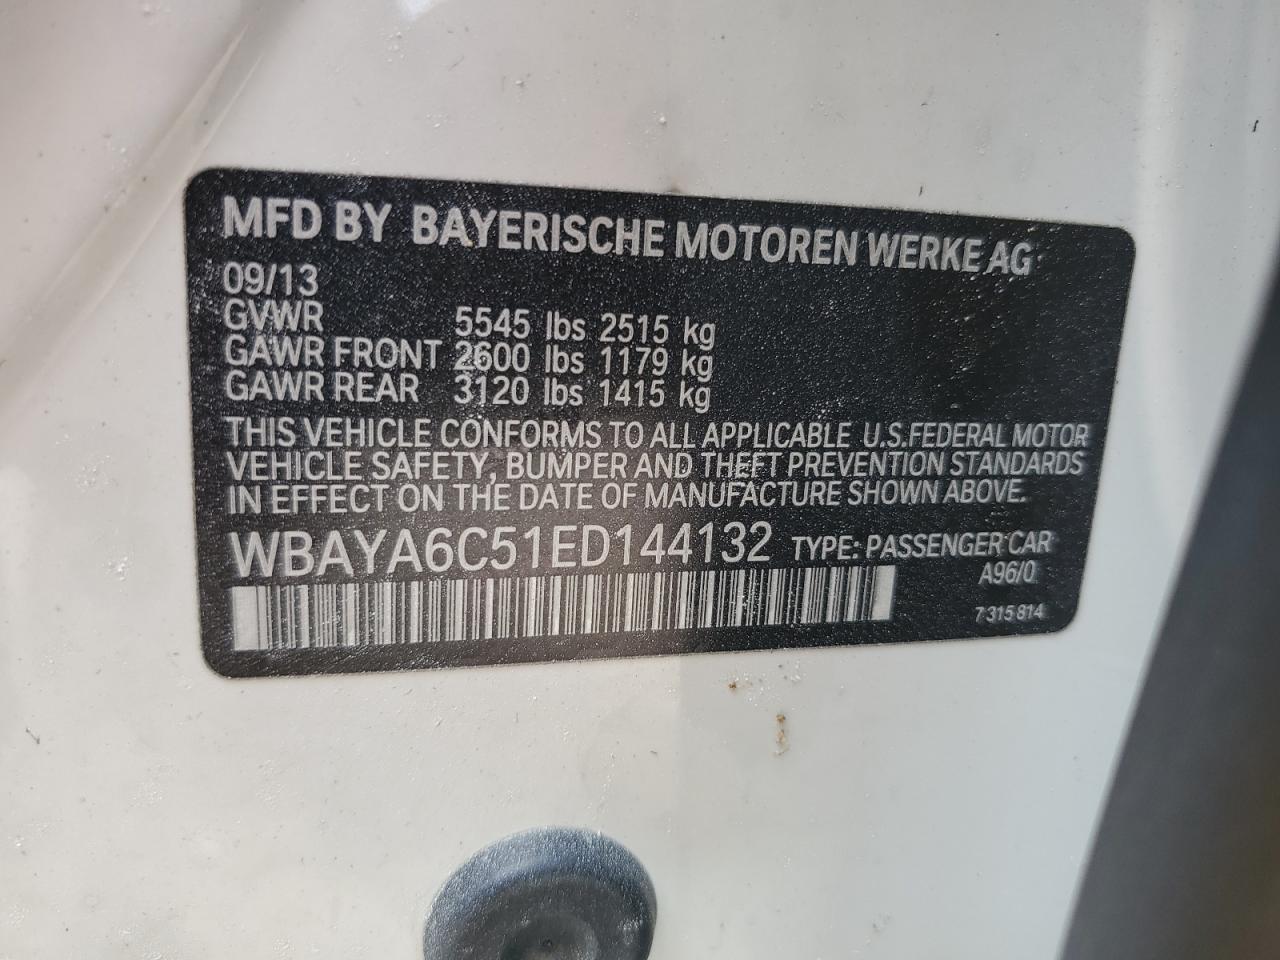 MFD BY BAYERISCHE MOTOREN WERKE AG
09/13
GVWR 5545 lbs 2515 kg
GAWR FRONT 2600 lbs 1179 kg
GAWR REAR 3120 lbs 1415 kg
THIS VEHICLE CONFORMS TO ALL APPLICABLE U.S.FEDERAL MOTOR
VEHICLE SAFETY, BUMPER AND THEFT PREVENTION STANDARDS
IN EFFECT ON THE DATE OF MANUFACTURE SHOWN ABOVE.
WBAYA6C51ED144132 TYPE: PASSENGER CAR
A96/0
7 315 814